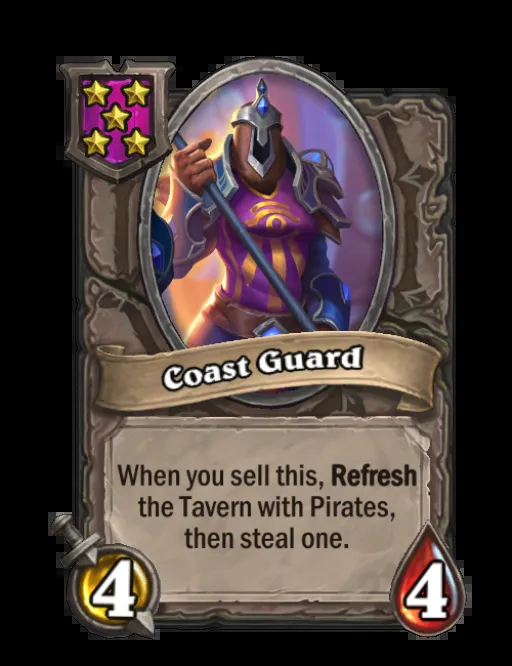 Coast Guard
When you sell this, Refresh
the Tavern with Pirates,
then steal one.
4
4